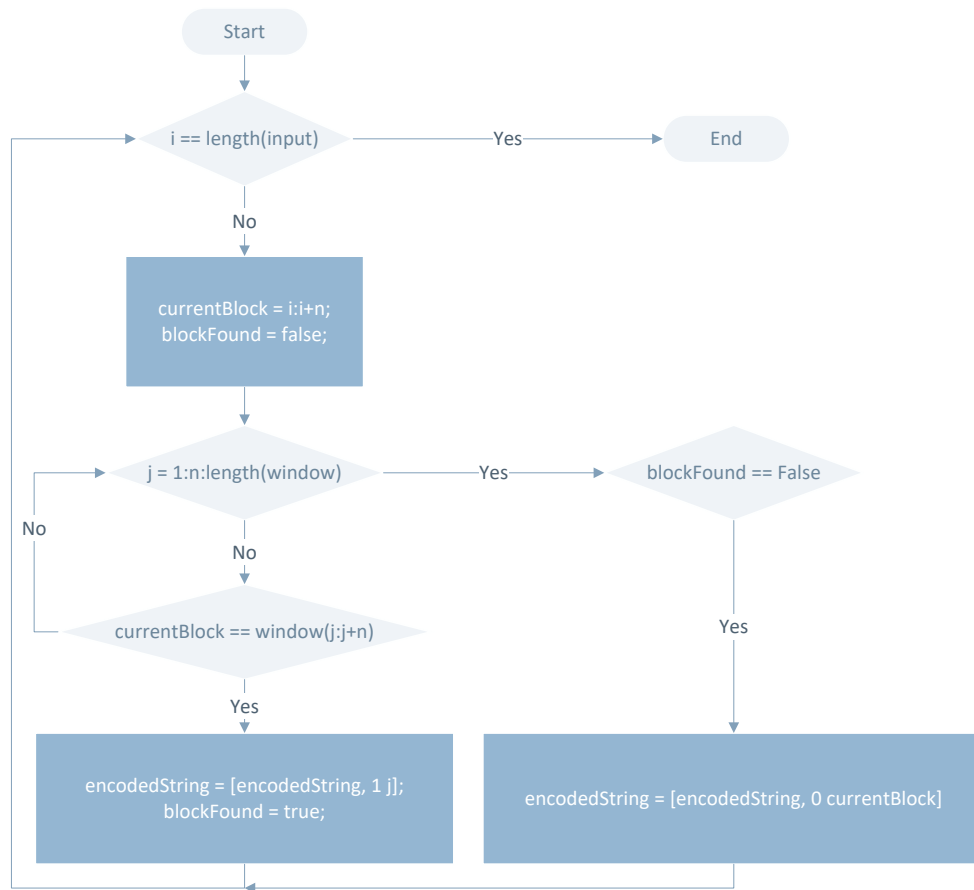 Start
i == length(input)
Yes
End
No
currentBlock = i:i+n;
blockFound = false;
j = 1:n:length(window)
Yes
blockFound == False
No
No
currentBlock == window(j:j+n)
Yes
Yes
encodedString = [encodedString, 1 j];
blockFound = true;
encodedString = [encodedString, 0 currentBlock]